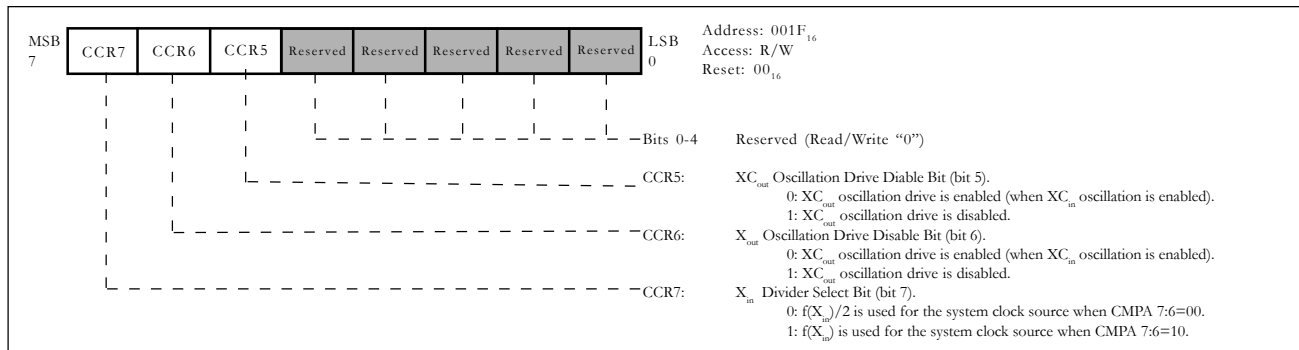 MSB
7
CCR7 CCR6 CCR5 Reserved Reserved Reserved Reserved Reserved
LSB
0
Address: 001F₁₆
Access: R/W
Reset: 00₁₆
Bits 0-4 Reserved (Read/Write “0”)
CCR5: XCout Oscillation Drive Diable Bit (bit 5).
0: XCout oscillation drive is enabled (when XCin oscillation is enabled).
1: XCout oscillation drive is disabled.
CCR6: Xout Oscillation Drive Disable Bit (bit 6).
0: XCout oscillation drive is enabled (when XCin oscillation is enabled).
1: XCout oscillation drive is disabled.
CCR7: Xin Divider Select Bit (bit 7).
0: f(Xin)/2 is used for the system clock source when CMPA 7:6=00.
1: f(Xin) is used for the system clock source when CMPA 7:6=10.